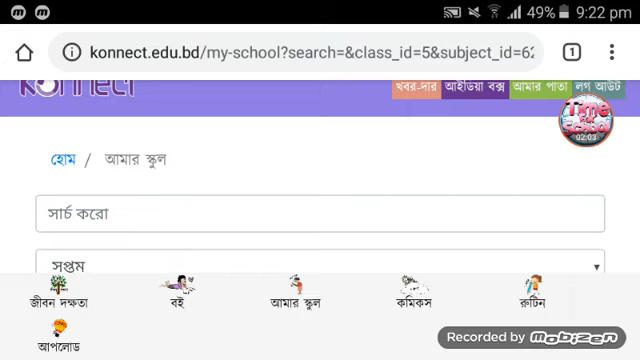 49% 9:22 pm
konnect.edu.bd/my-school?search=&class_id=5&subject_id=62
1
Konnect
খবর-দার আইডিয়া বক্স আমার পাতা লগ আউট
Time For School
02:03
হোম / আমার স্কুল
সার্চ করো
সপ্তম
জীবন দক্ষতা বই আমার স্কুল কমিকস রুটিন
আপলোড
Recorded by mobizen